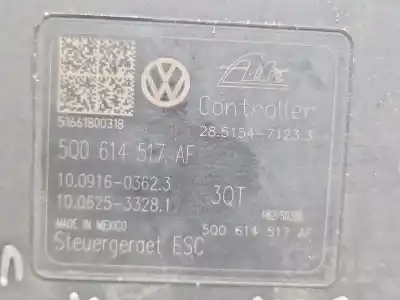 Ate
Controller
51661800318
28.5154-7123.3
5Q0 614 517 AF
10.0916-0362.3
3QT
10.0625-3328.1
MADE IN MEXICO
Steuergeraet ESC
5Q0 614 517 AF